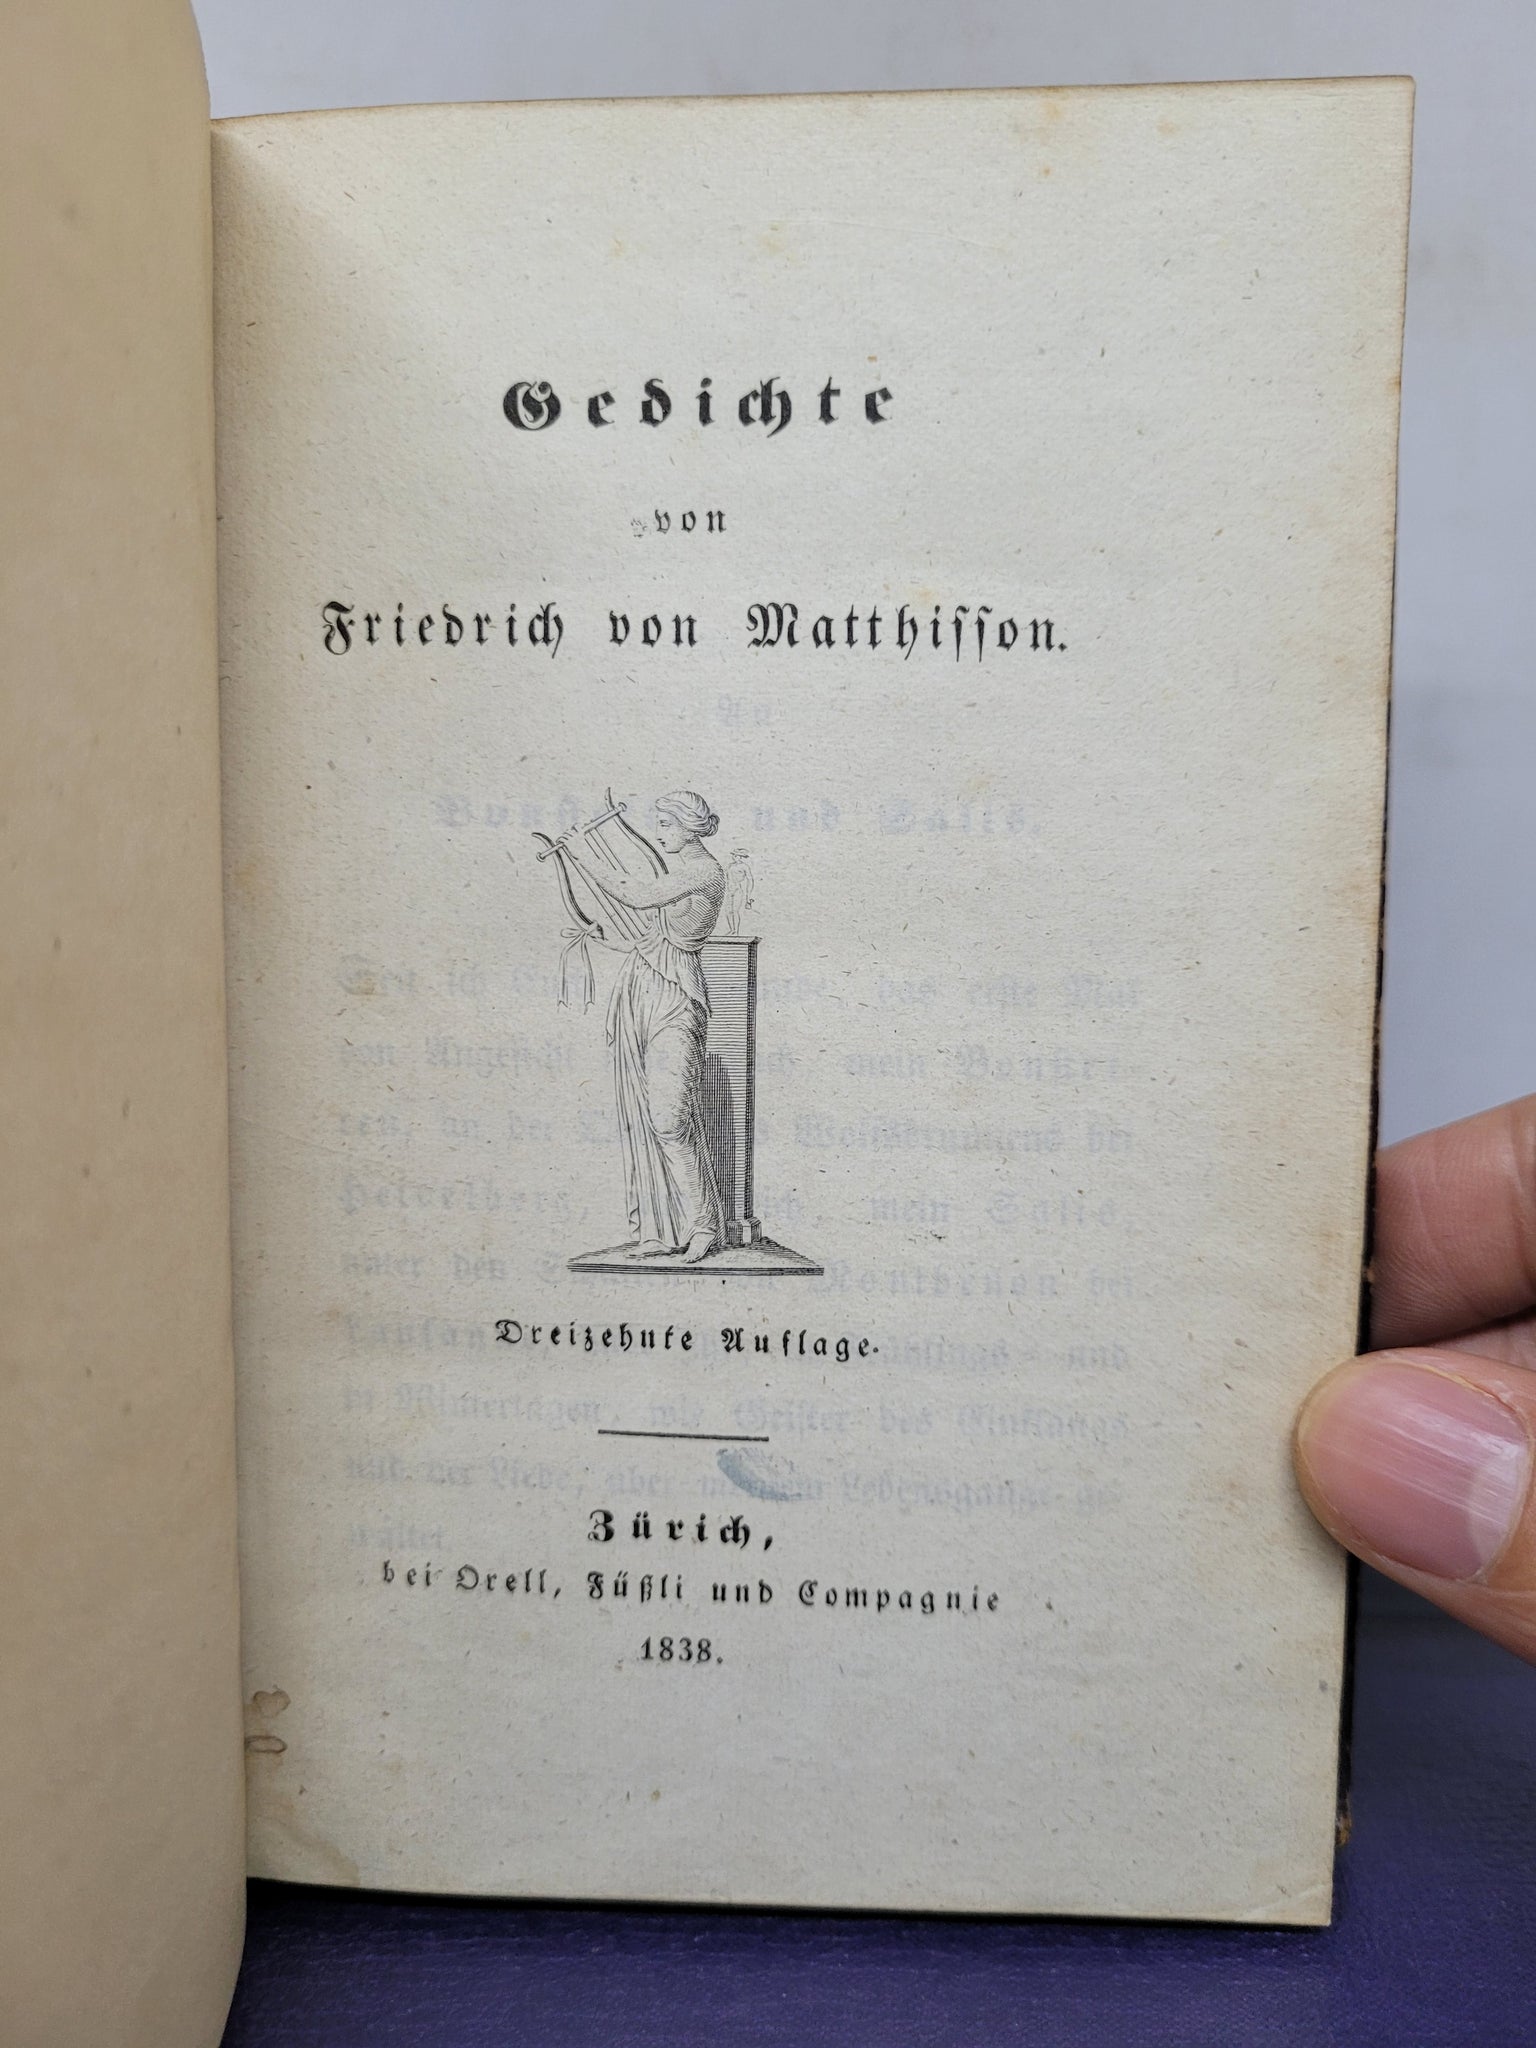 Gedichte
von
Friedrich von Matthiſſon.
Dreizehnte Auflage.
Zürich,
bei Orell, Füßli und Compagnie
1838.